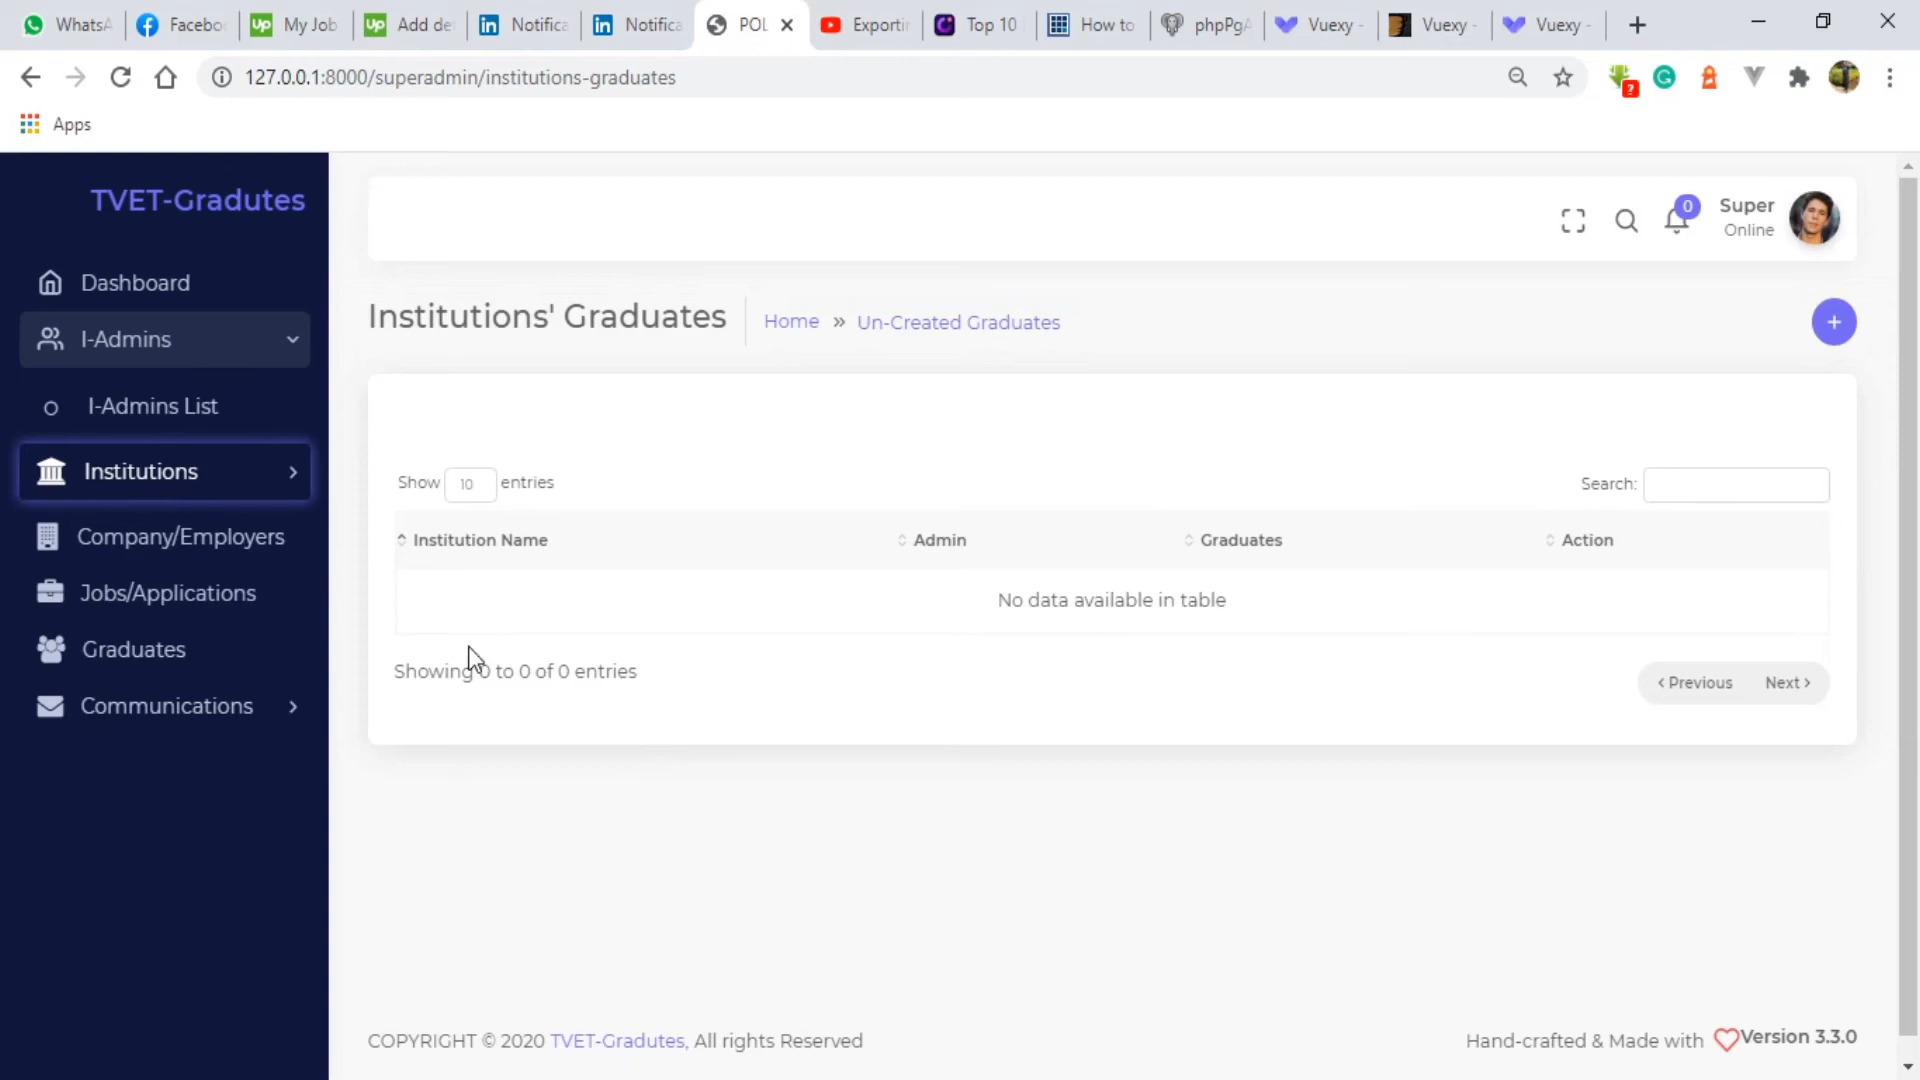 WhatsA
Facebo
My Job
Add de
Notifica
Notifica
POL
Exportin
Top 10
How to
phpPgA
Vuexy -
Vuexy -
Vuexy -
127.0.0.1:8000/superadmin/institutions-graduates
Apps
TVET-Gradutes
Dashboard
I-Admins
I-Admins List
Institutions
Company/Employers
Jobs/Applications
Graduates
Communications
0
Super
Online
Institutions' Graduates
Home » Un-Created Graduates
+
Show 10 entries
Search:
Institution Name Admin Graduates Action
No data available in table
Showing 0 to 0 of 0 entries
‹ Previous Next ›
COPYRIGHT © 2020 TVET-Gradutes, All rights Reserved
Hand-crafted & Made with Version 3.3.0